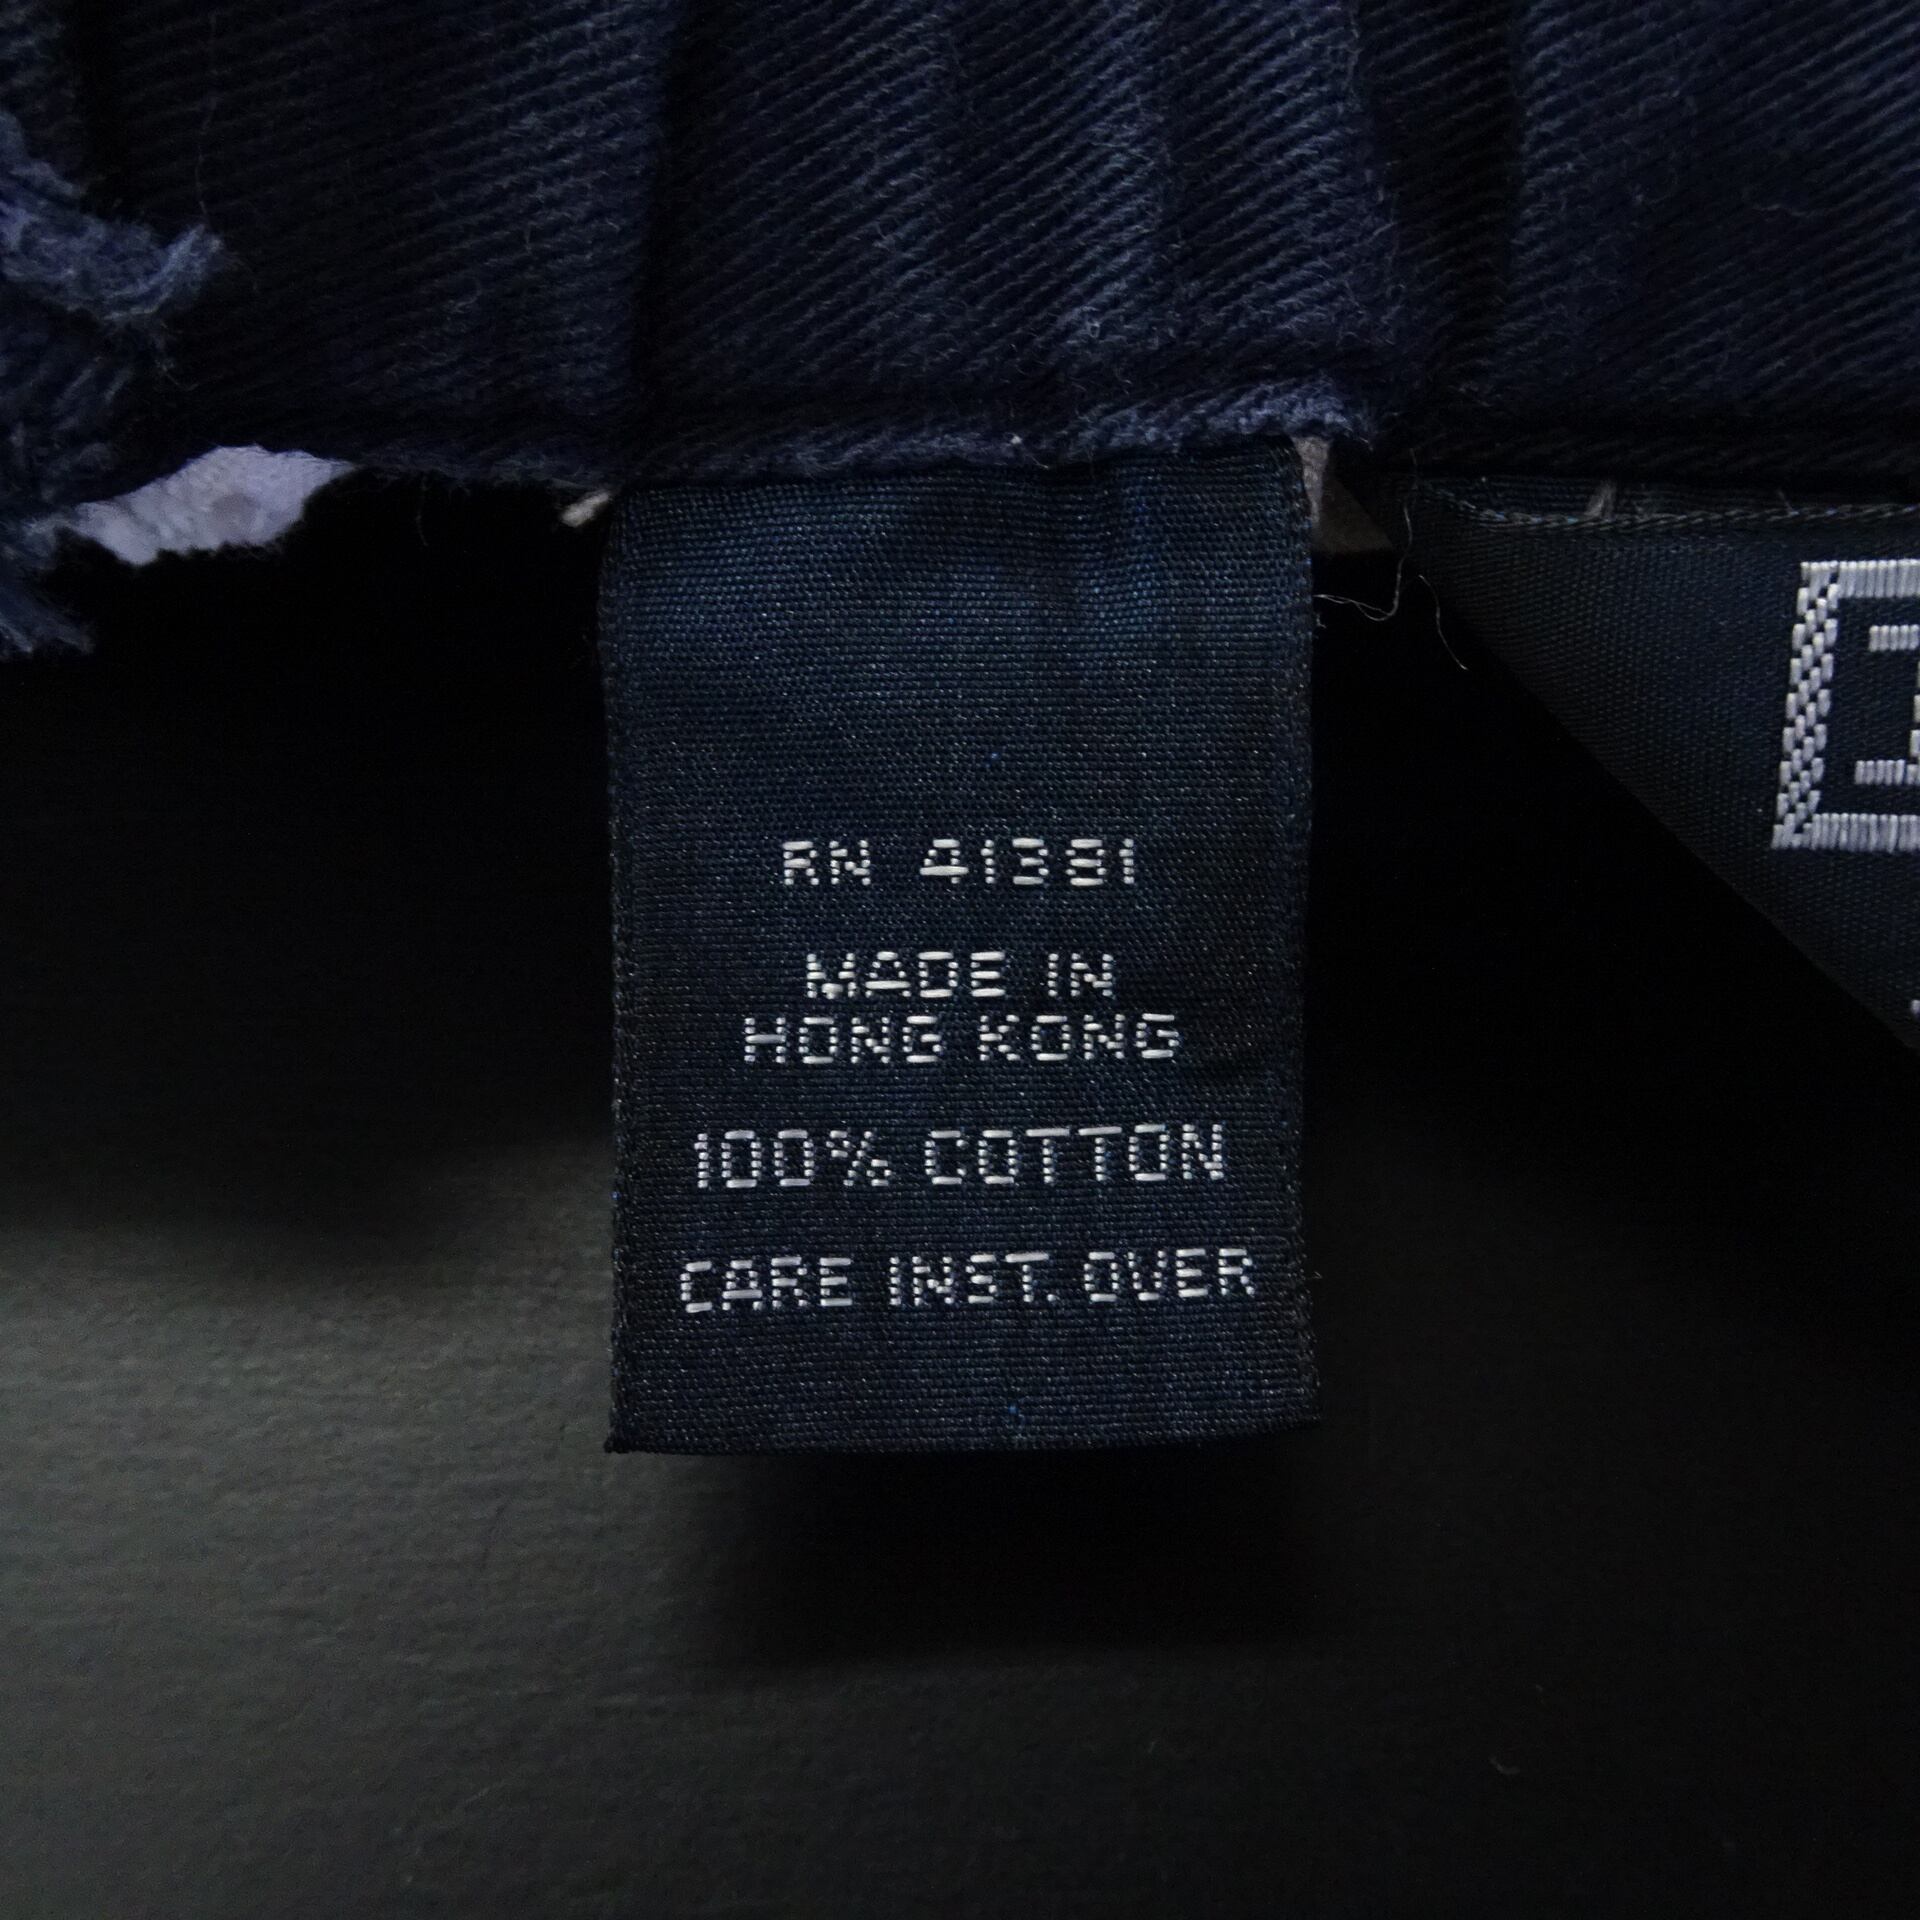 RN 41381
MADE IN
HONG KONG
100% COTTON
CARE INST. OVER